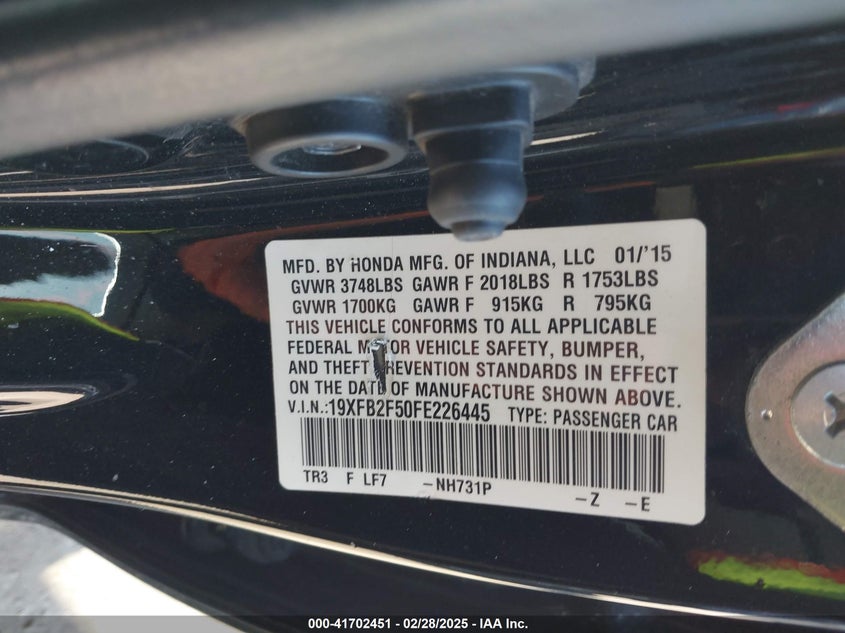 MFD. BY HONDA MFG. OF INDIANA, LLC 01/'15
GVWR 3748LBS GAWR F 2018LBS R 1753LBS
GVWR 1700KG GAWR F 915KG R 795KG
THIS VEHICLE CONFORMS TO ALL APPLICABLE
FEDERAL MOTOR VEHICLE SAFETY, BUMPER,
AND THEFT PREVENTION STANDARDS IN EFFECT
ON THE DATE OF MANUFACTURE SHOWN ABOVE.
V.I.N.:19XFB2F50FE226445 TYPE: PASSENGER CAR
TR3 F LF7 -NH731P -Z -E
000-41702451 - 02/28/2025 - IAA Inc.